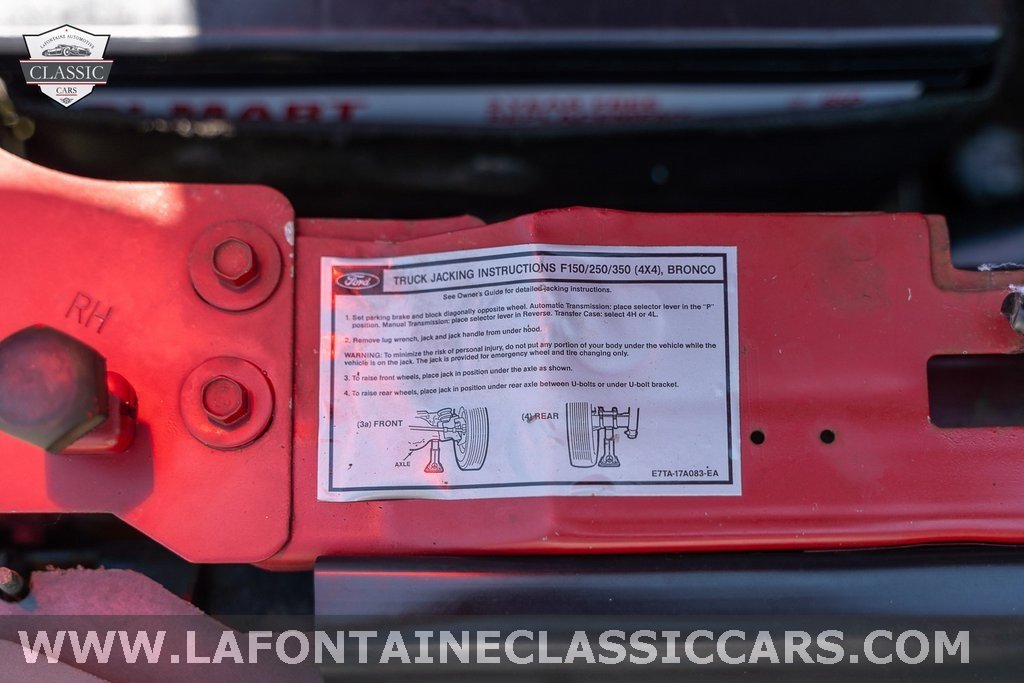 LAFONTAINE AUTOMOTIVE
CLASSIC
CARS
LMART
RH
Ford
TRUCK JACKING INSTRUCTIONS F150/250/350 (4X4), BRONCO
See Owner's Guide for detailed jacking instructions.
1. Set parking brake and block diagonally opposite wheel. Automatic Transmission: place selector lever in the "P"
position. Manual Transmission: place selector lever in Reverse. Transfer Case: select 4H or 4L.
2. Remove lug wrench, jack and jack handle from under hood.
WARNING: To minimize the risk of personal injury, do not put any portion of your body under the vehicle while the
vehicle is on the jack. The jack is provided for emergency wheel and tire changing only.
3. To raise front wheels, place jack in position under the axle as shown.
4. To raise rear wheels, place jack in position under rear axle between U-bolts or under U-bolt bracket.
(3a) FRONT
(4) REAR
AXLE
E7TA-17A083-EA
WWW.LAFONTAINECLASSICCARS.COM